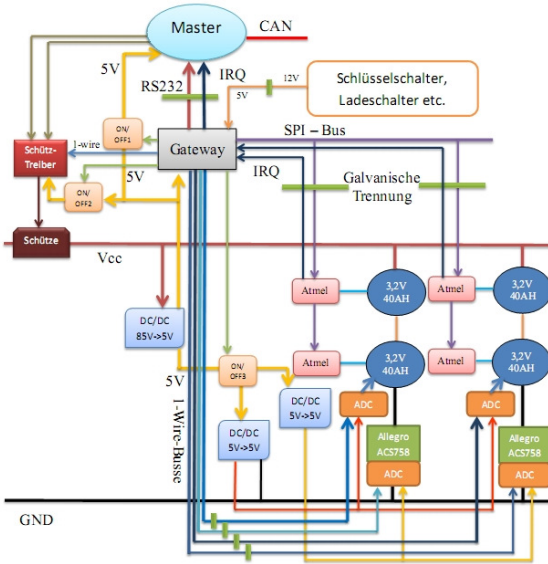 Master
CAN
5V
RS232
IRQ
12V
5V
Schlüsselschalter,
Ladeschalter etc.
ON/
OFF1
SPI – Bus
1-wire
Gateway
Schütz-
Treiber
5V
IRQ
Galvanische
Trennung
ON/
OFF2
Schütze
Vcc
Atmel
3,2V
40AH
Atmel
3,2V
40AH
DC/DC
85V->5V
Atmel
3,2V
40AH
Atmel
3,2V
40AH
5V
ON/
OFF3
1-Wire-Busse
ADC
ADC
DC/DC
5V->5V
DC/DC
5V->5V
Allegro
ACS758
ADC
Allegro
ACS758
ADC
GND